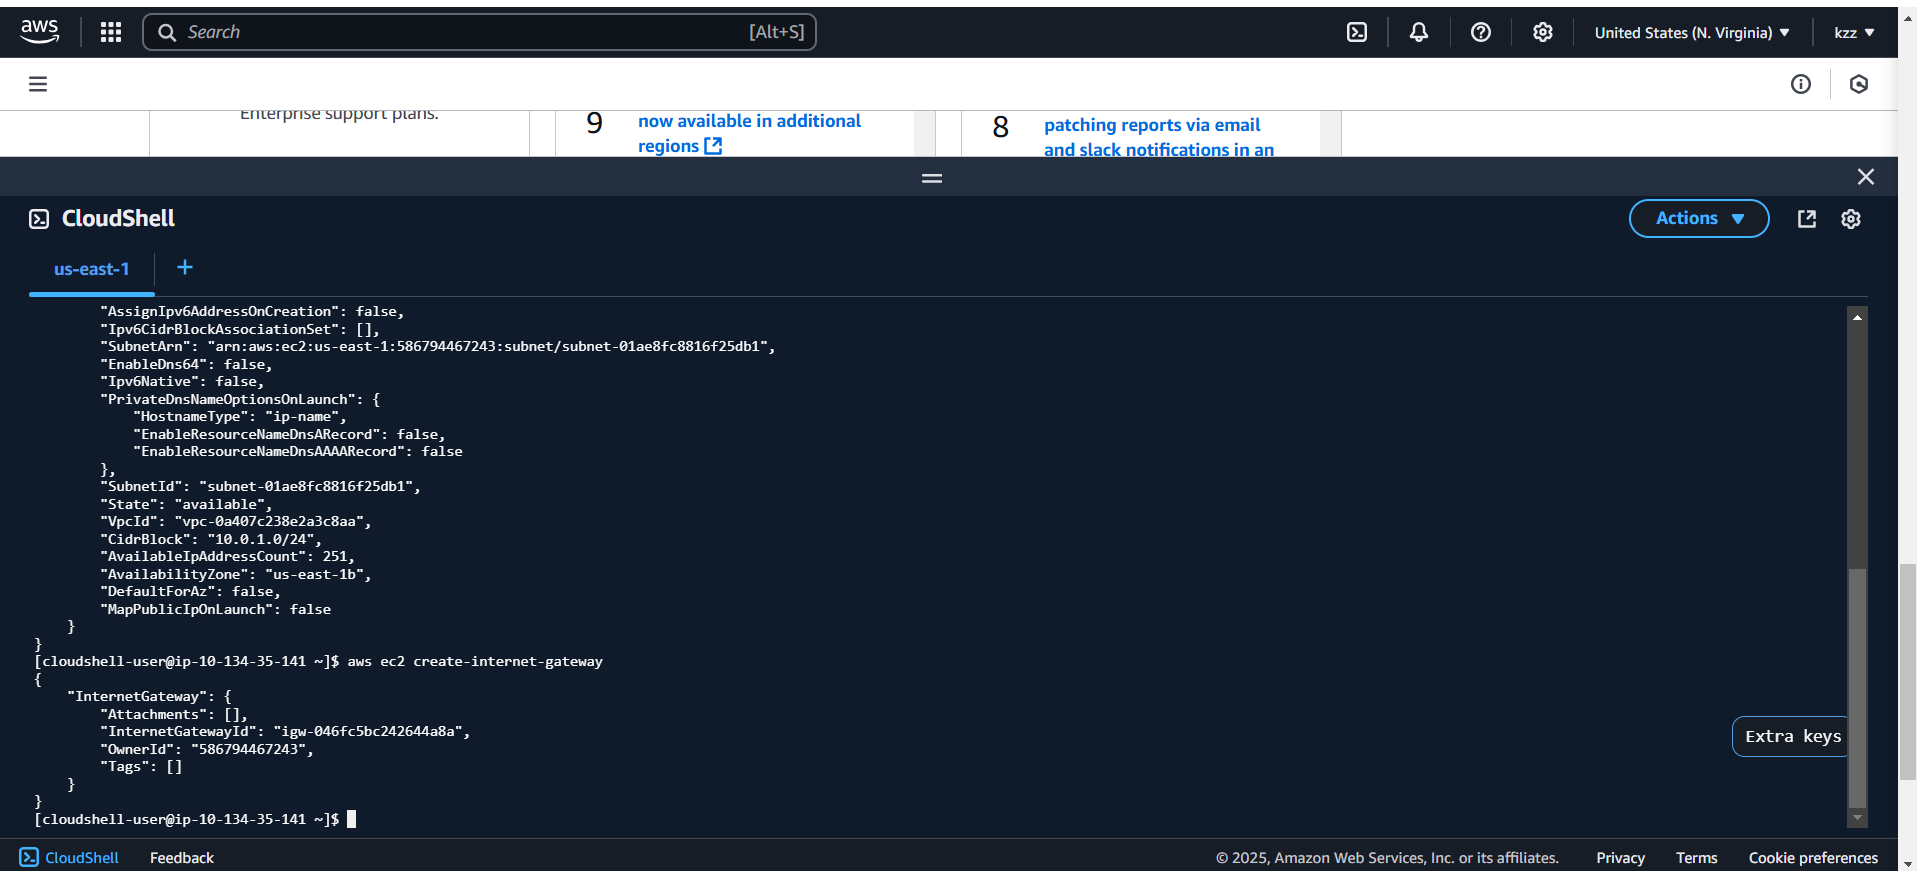 aws
Search [Alt+S]
United States (N. Virginia) ▼
kzz ▼
Enterprise support plans.
9
now available in additional
regions
8
patching reports via email
and slack notifications in an
CloudShell
Actions ▼
us-east-1
+
        "AssignIpv6AddressOnCreation": false,
        "Ipv6CidrBlockAssociationSet": [],
        "SubnetArn": "arn:aws:ec2:us-east-1:586794467243:subnet/subnet-01ae8fc8816f25db1",
        "EnableDns64": false,
        "Ipv6Native": false,
        "PrivateDnsNameOptionsOnLaunch": {
            "HostnameType": "ip-name",
            "EnableResourceNameDnsARecord": false,
            "EnableResourceNameDnsAAAARecord": false
        },
        "SubnetId": "subnet-01ae8fc8816f25db1",
        "State": "available",
        "VpcId": "vpc-0a407c238e2a3c8aa",
        "CidrBlock": "10.0.1.0/24",
        "AvailableIpAddressCount": 251,
        "AvailabilityZone": "us-east-1b",
        "DefaultForAz": false,
        "MapPublicIpOnLaunch": false
    }
}
[cloudshell-user@ip-10-134-35-141 ~]$ aws ec2 create-internet-gateway
{
    "InternetGateway": {
        "Attachments": [],
        "InternetGatewayId": "igw-046fc5bc242644a8a",
        "OwnerId": "586794467243",
        "Tags": []
    }
}
[cloudshell-user@ip-10-134-35-141 ~]$
Extra keys
CloudShell
Feedback
© 2025, Amazon Web Services, Inc. or its affiliates.
Privacy
Terms
Cookie preferences